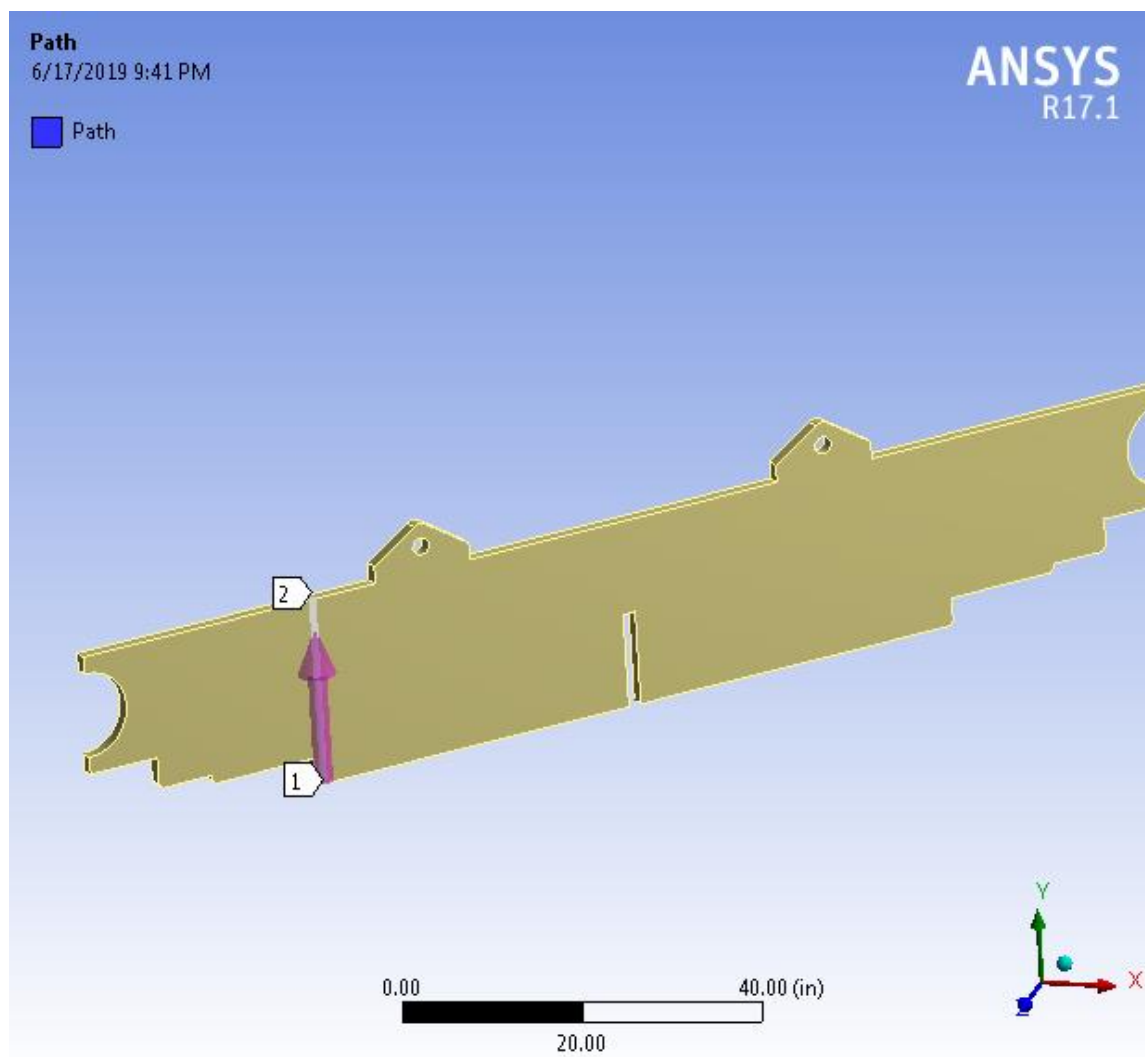 Path
6/17/2019 9:41 PM
Path
ANSYS
R17.1
2
1
0.00
40.00 (in)
20.00
Y
X
Z